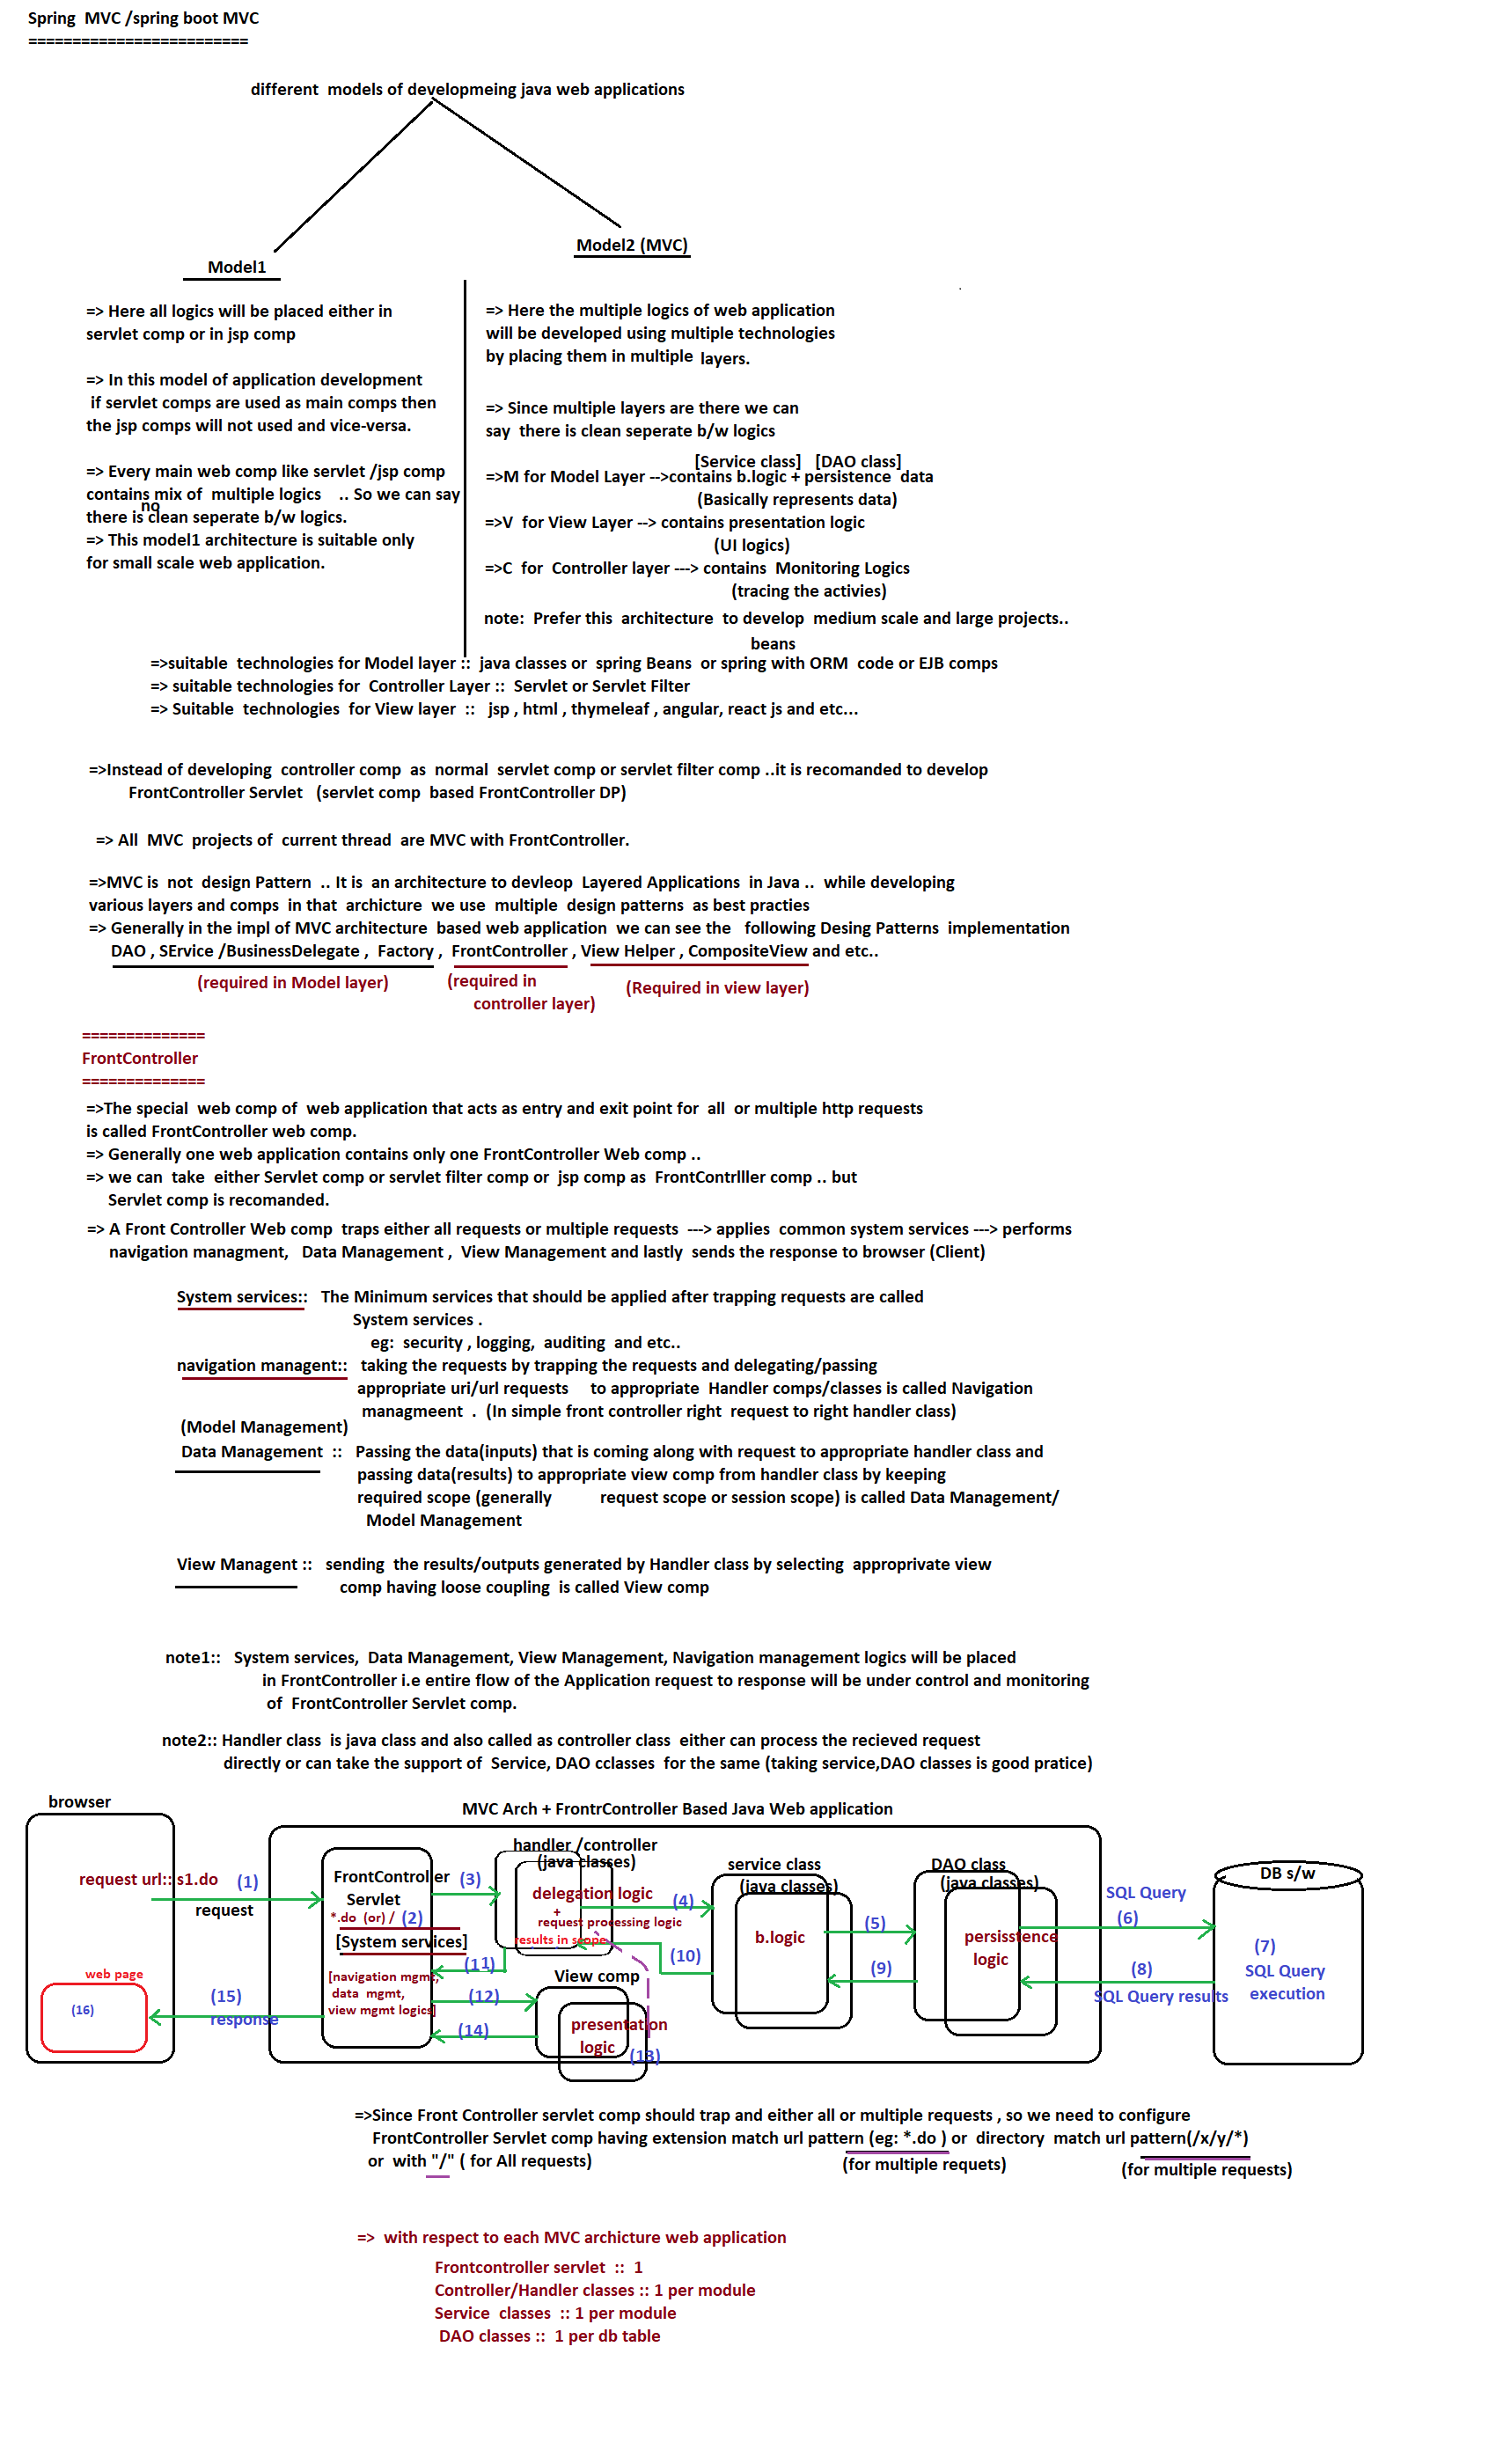 Spring  MVC /spring boot MVC
=========================
different  models of developmeing java web applications
Model1
=> Here all logics will be placed either in
servlet comp or in jsp comp
=> In this model of application development
if servlet comps are used as main comps then
the jsp comps will not used and vice-versa.
=> Every main web comp like servlet /jsp comp
contains mix of  multiple logics    .. So we can say
no
there is clean seperate b/w logics.
=> This model1 architecture is suitable only
for small scale web application.
Model2 (MVC)
=> Here the multiple logics of web application
will be developed using multiple technologies
by placing them in multiple  layers.
=> Since multiple layers are there we can
say  there is clean seperate b/w logics
[Service class]   [DAO class]
=>M for Model Layer -->contains b.logic + persistence  data
(Basically represents data)
=>V  for View Layer --> contains presentation logic
(UI logics)
=>C  for  Controller layer ---> contains  Monitoring Logics
(tracing the activies)
note:  Prefer this  architecture  to develop  medium scale and large projects..
beans
=>suitable  technologies for Model layer ::  java classes or  spring Beans  or spring with ORM  code or EJB comps
=> suitable technologies for  Controller Layer ::  Servlet or Servlet Filter
=> Suitable  technologies  for View layer  ::   jsp , html , thymeleaf , angular, react js and etc...
=>Instead of developing  controller comp  as  normal  servlet comp or servlet filter comp ..it is recomanded to develop
FrontController Servlet   (servlet comp  based FrontController DP)
=> All  MVC  projects of  current thread  are MVC with FrontController.
=>MVC is  not  design Pattern  .. It is  an architecture to devleop  Layered Applications  in Java ..  while developing
various layers and comps  in that  archicture  we use  multiple  design patterns  as best practies
=> Generally in the impl of MVC architecture  based web application  we can see the   following Desing Patterns  implementation
DAO , SErvice /BusinessDelegate ,  Factory ,  FrontController , View Helper , CompositeView and etc..
(required in Model layer)
(required in
controller layer)
(Required in view layer)
==============
FrontController
==============
=>The special  web comp of  web application that acts as entry and exit point for  all  or multiple http requests
is called FrontController web comp.
=> Generally one web application contains only one FrontController Web comp ..
=> we can  take  either Servlet comp or servlet filter comp or  jsp comp as  FrontContrlller comp .. but
Servlet comp is recomanded.
=> A Front Controller Web comp  traps either all requests or multiple requests  ---> applies  common system services ---> performs
navigation managment,   Data Management ,  View Management and lastly  sends the response to browser (Client)
System services::   The Minimum services that should be applied after trapping requests are called
System services .
eg:  security , logging,  auditing  and etc..
navigation managent::   taking the requests by trapping the requests and delegating/passing
appropriate uri/url requests     to appropriate  Handler comps/classes is called Navigation
managmeent  .  (In simple front controller right  request to right handler class)
(Model Management)
Data Management  ::   Passing the data(inputs) that is coming along with request to appropriate handler class and
passing data(results) to appropriate view comp from handler class by keeping
required scope (generally           request scope or session scope) is called Data Management/
Model Management
View Managent ::   sending  the results/outputs generated by Handler class by selecting  approprivate view
comp having loose coupling  is called View comp
note1::   System services,  Data Management, View Management, Navigation management logics will be placed
in FrontController i.e entire flow of the Application request to response will be under control and monitoring
of  FrontController Servlet comp.
note2:: Handler class  is java class and also called as controller class  either can process the recieved request
directly or can take the support of  Service, DAO cclasses  for the same (taking service,DAO classes is good pratice)
browser
MVC Arch + FrontrController Based Java Web application
request url:: s1.do
(1)
request
web page
(16)
(15)
response
FrontController
Servlet
*.do  (or) /  (2)
[System services]
[navigation mgmt,
data  mgmt,
view mgmt logics]
(3)
handler /controller
(java classes)
delegation logic
+
request processing logic
results in scope
(11)
(12)
(14)
View comp
presentation
logic
(13)
(4)
(10)
service class
(java classes)
b.logic
(5)
(9)
DAO class
(java classes)
persisstence
logic
SQL Query
(6)
(8)
SQL Query results
DB s/w
(7)
SQL Query
execution
=>Since Front Controller servlet comp should trap and either all or multiple requests , so we need to configure
FrontController Servlet comp having extension match url pattern (eg: *.do ) or  directory  match url pattern(/x/y/*)
or  with "/" ( for All requests)
(for multiple requets)
(for multiple requests)
=>  with respect to each MVC archicture web application
Frontcontroller servlet  ::  1
Controller/Handler classes :: 1 per module
Service  classes  :: 1 per module
DAO classes ::  1 per db table